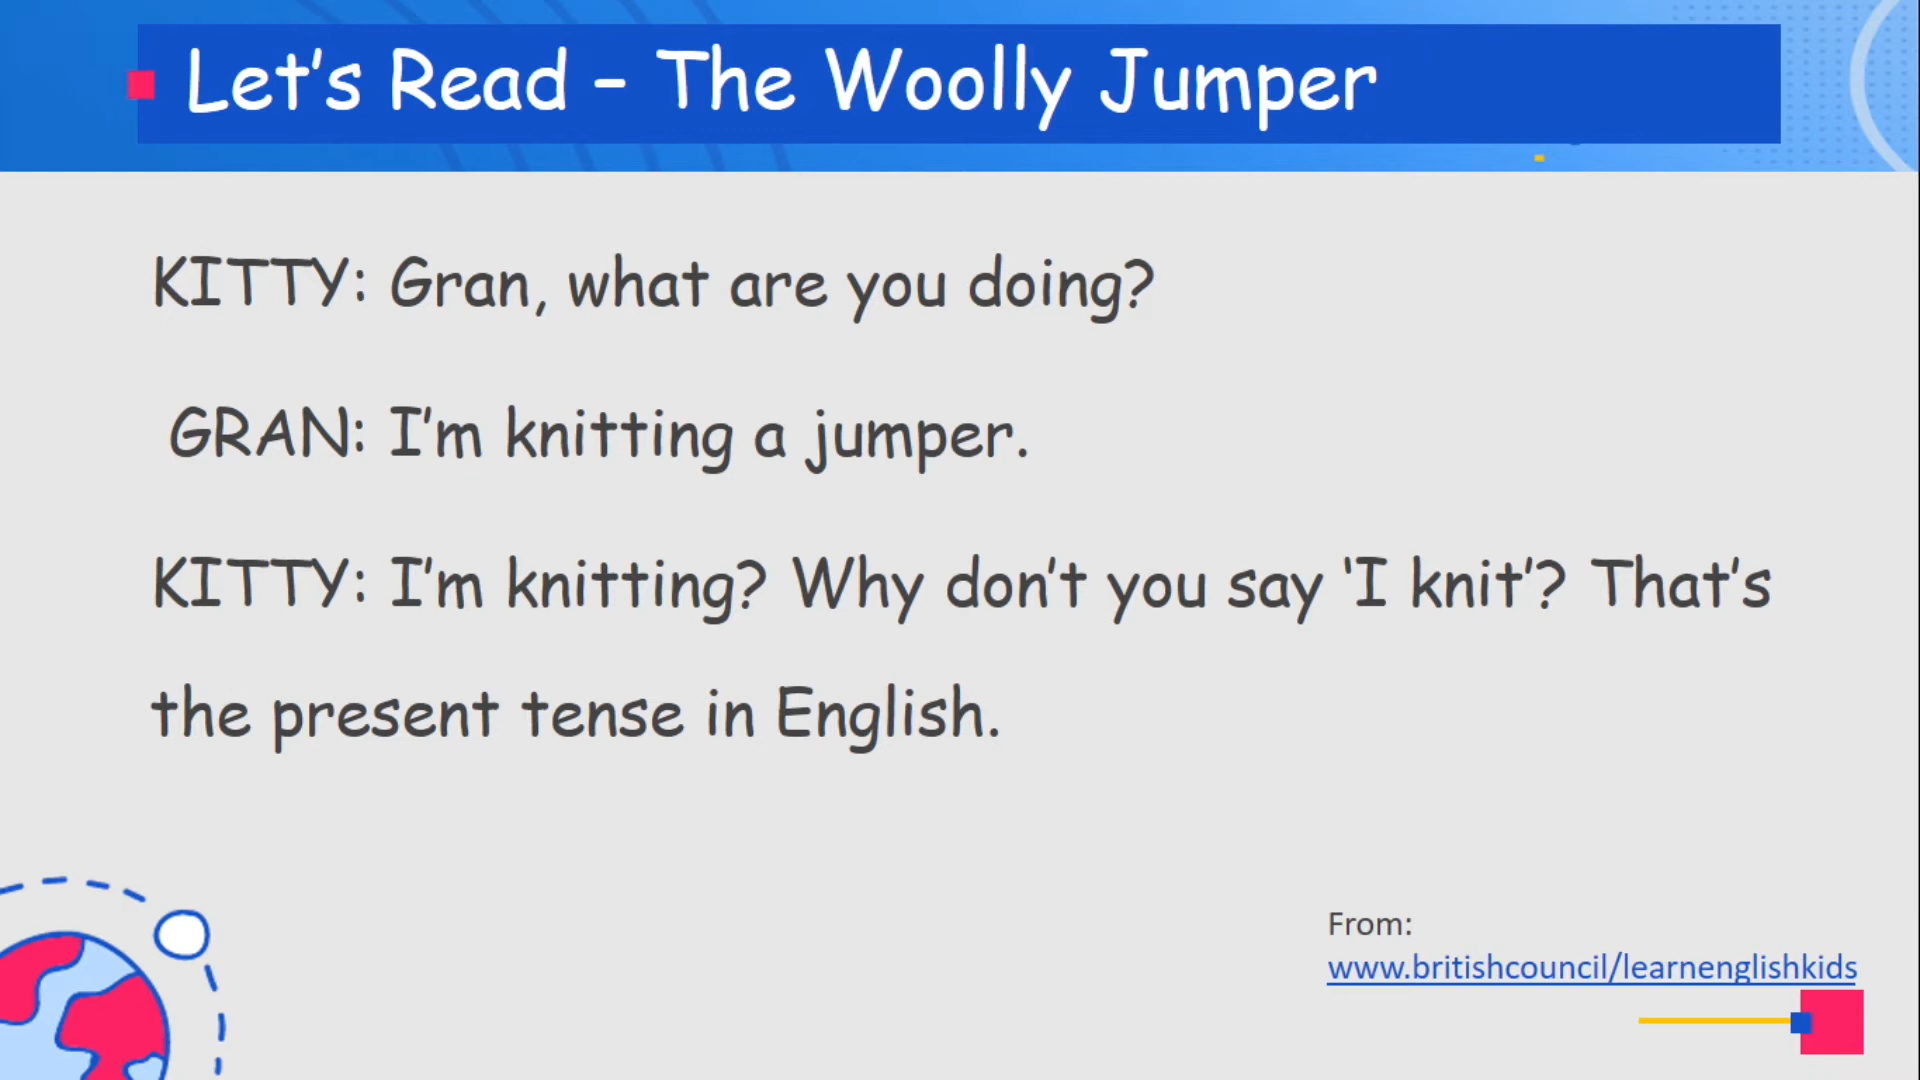 Let's Read – The Woolly Jumper
KITTY: Gran, what are you doing?
GRAN: I'm knitting a jumper.
KITTY: I'm knitting? Why don't you say ‘I knit’? That's
the present tense in English.
From:
www.britishcouncil/learnenglishkids